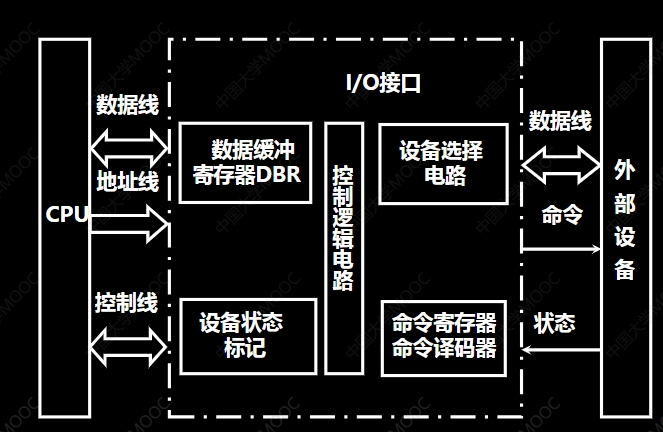 I/O接口
数据线
地址线
CPU
控制线
数据缓冲
寄存器DBR
设备状态
标记
控制逻辑电路
设备选择
电路
命令寄存器
命令译码器
数据线
命令
状态
外部设备
中国大学MOOC